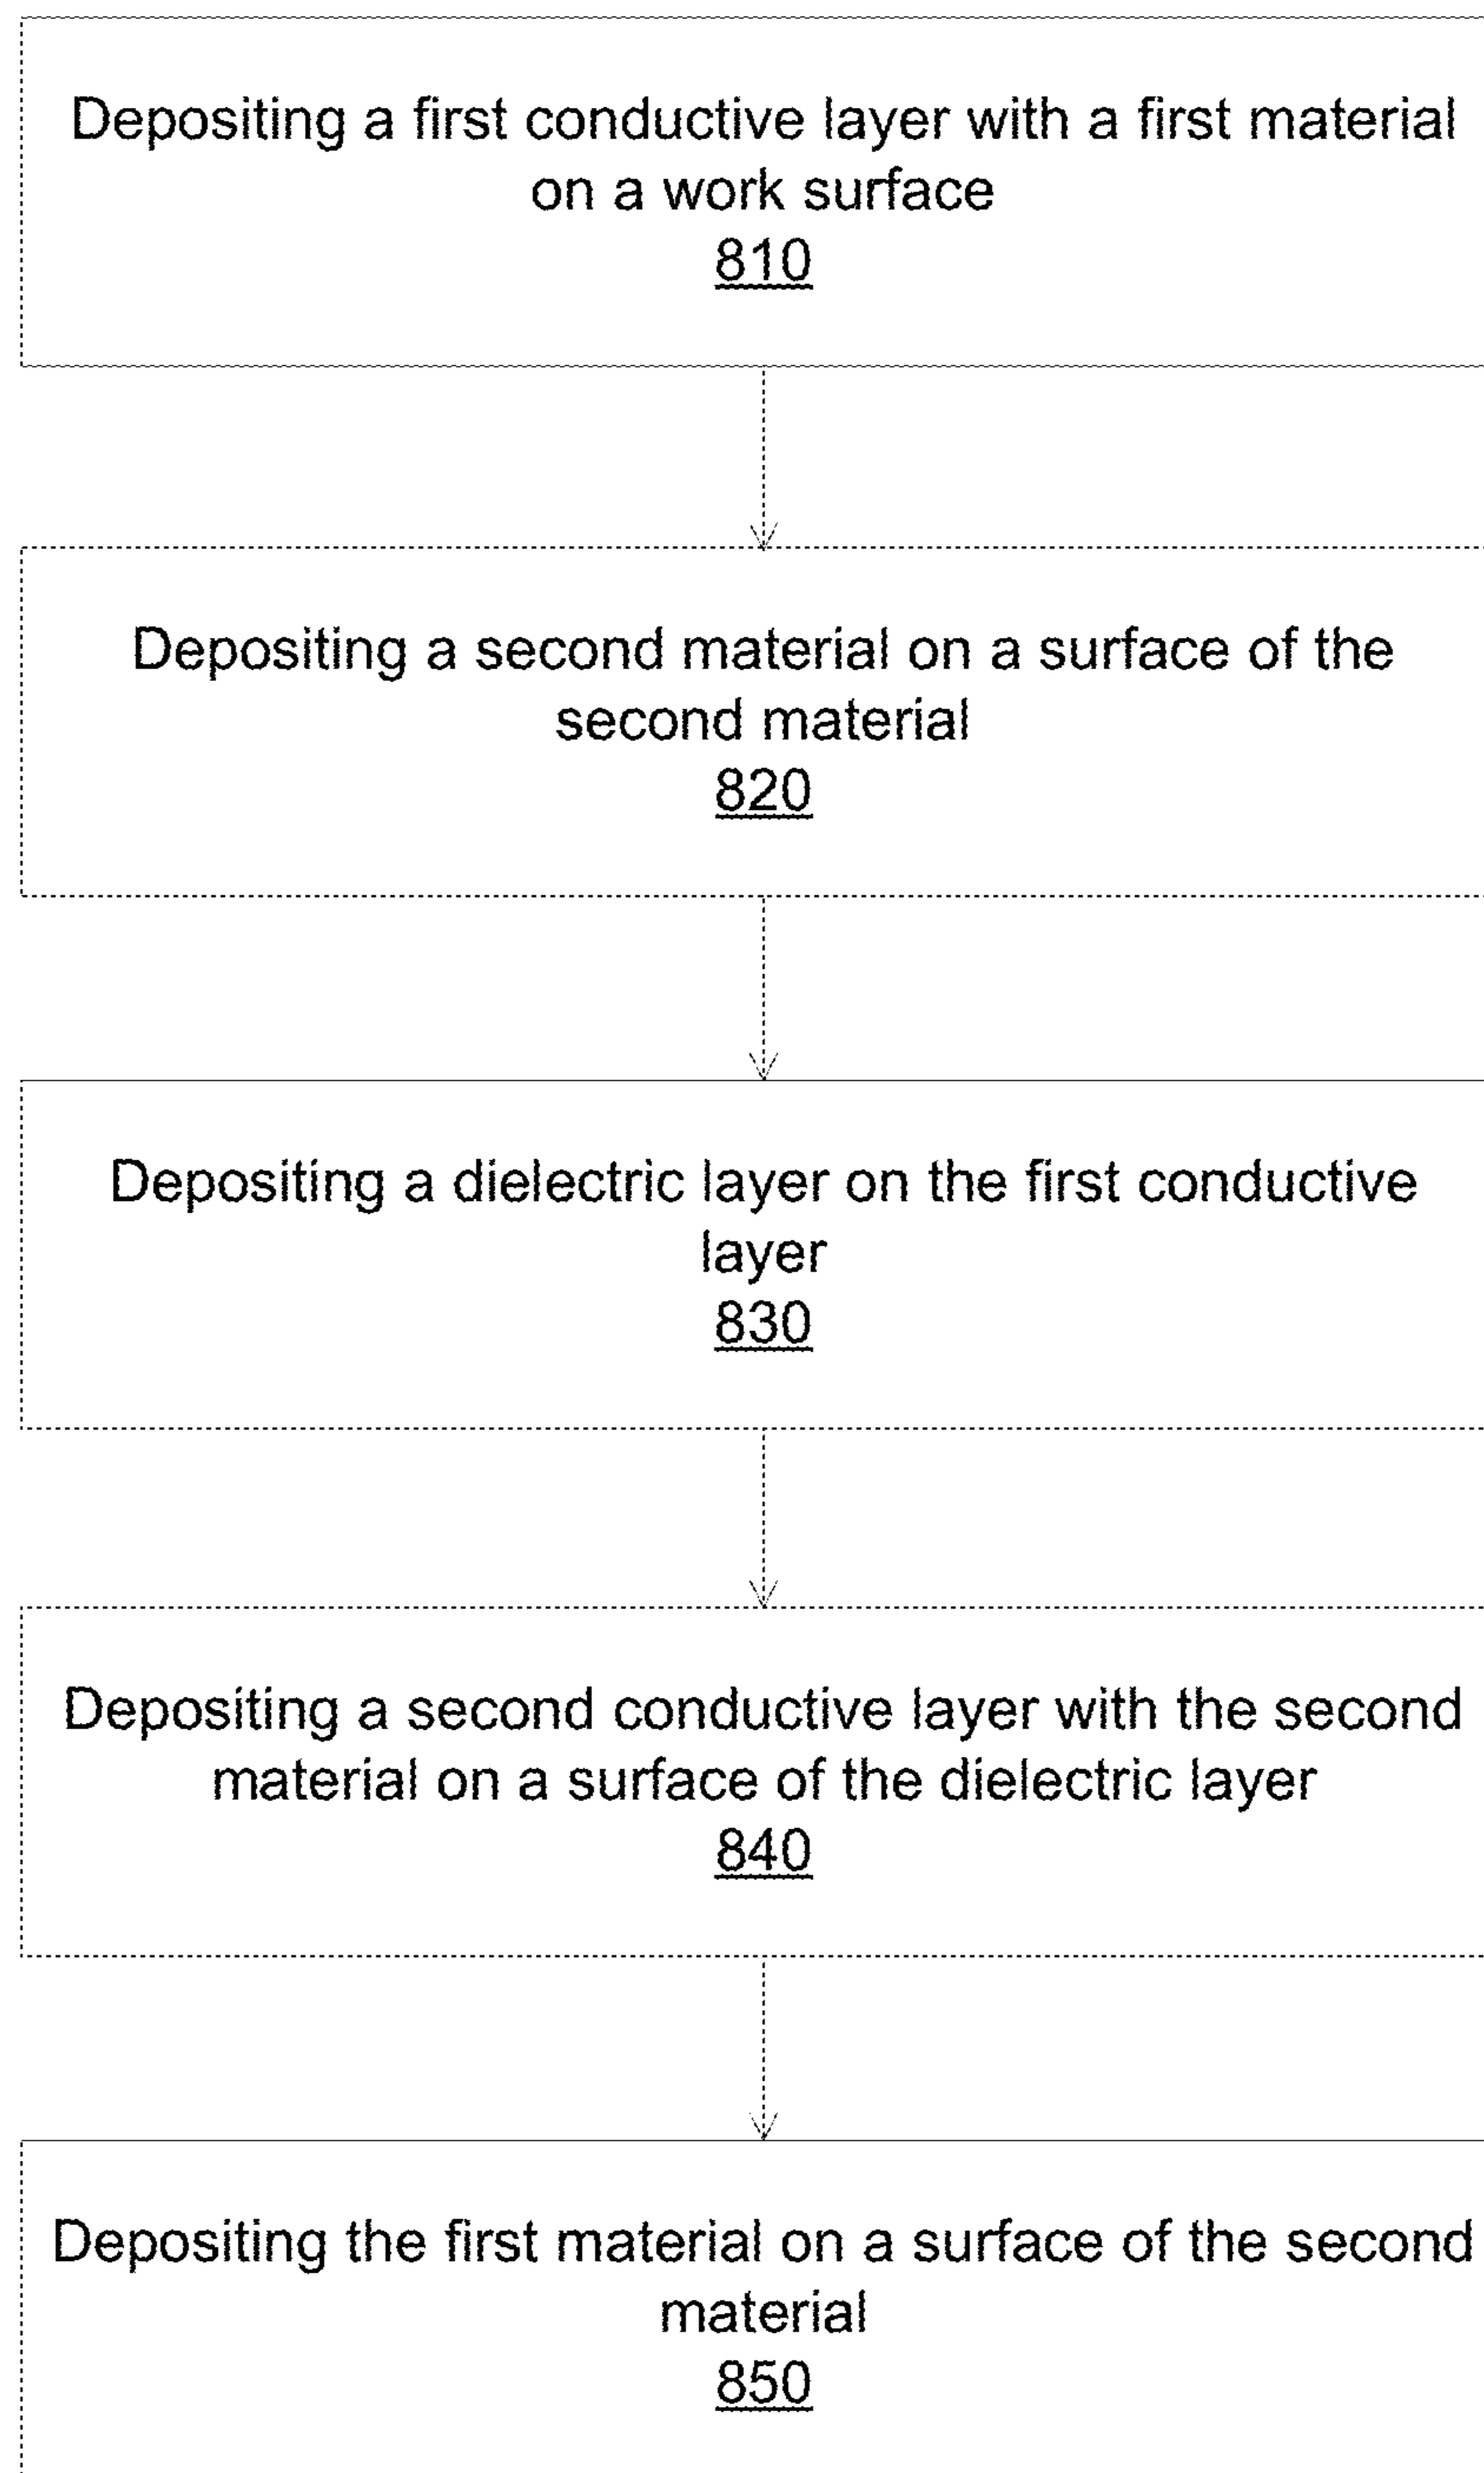 Depositing a first conductive layer with a first material
on a work surface
810
Depositing a second material on a surface of the
second material
820
Depositing a dielectric layer on the first conductive
layer
830
Depositing a second conductive layer with the second
material on a surface of the dielectric layer
840
Depositing the first material on a surface of the second
material
850